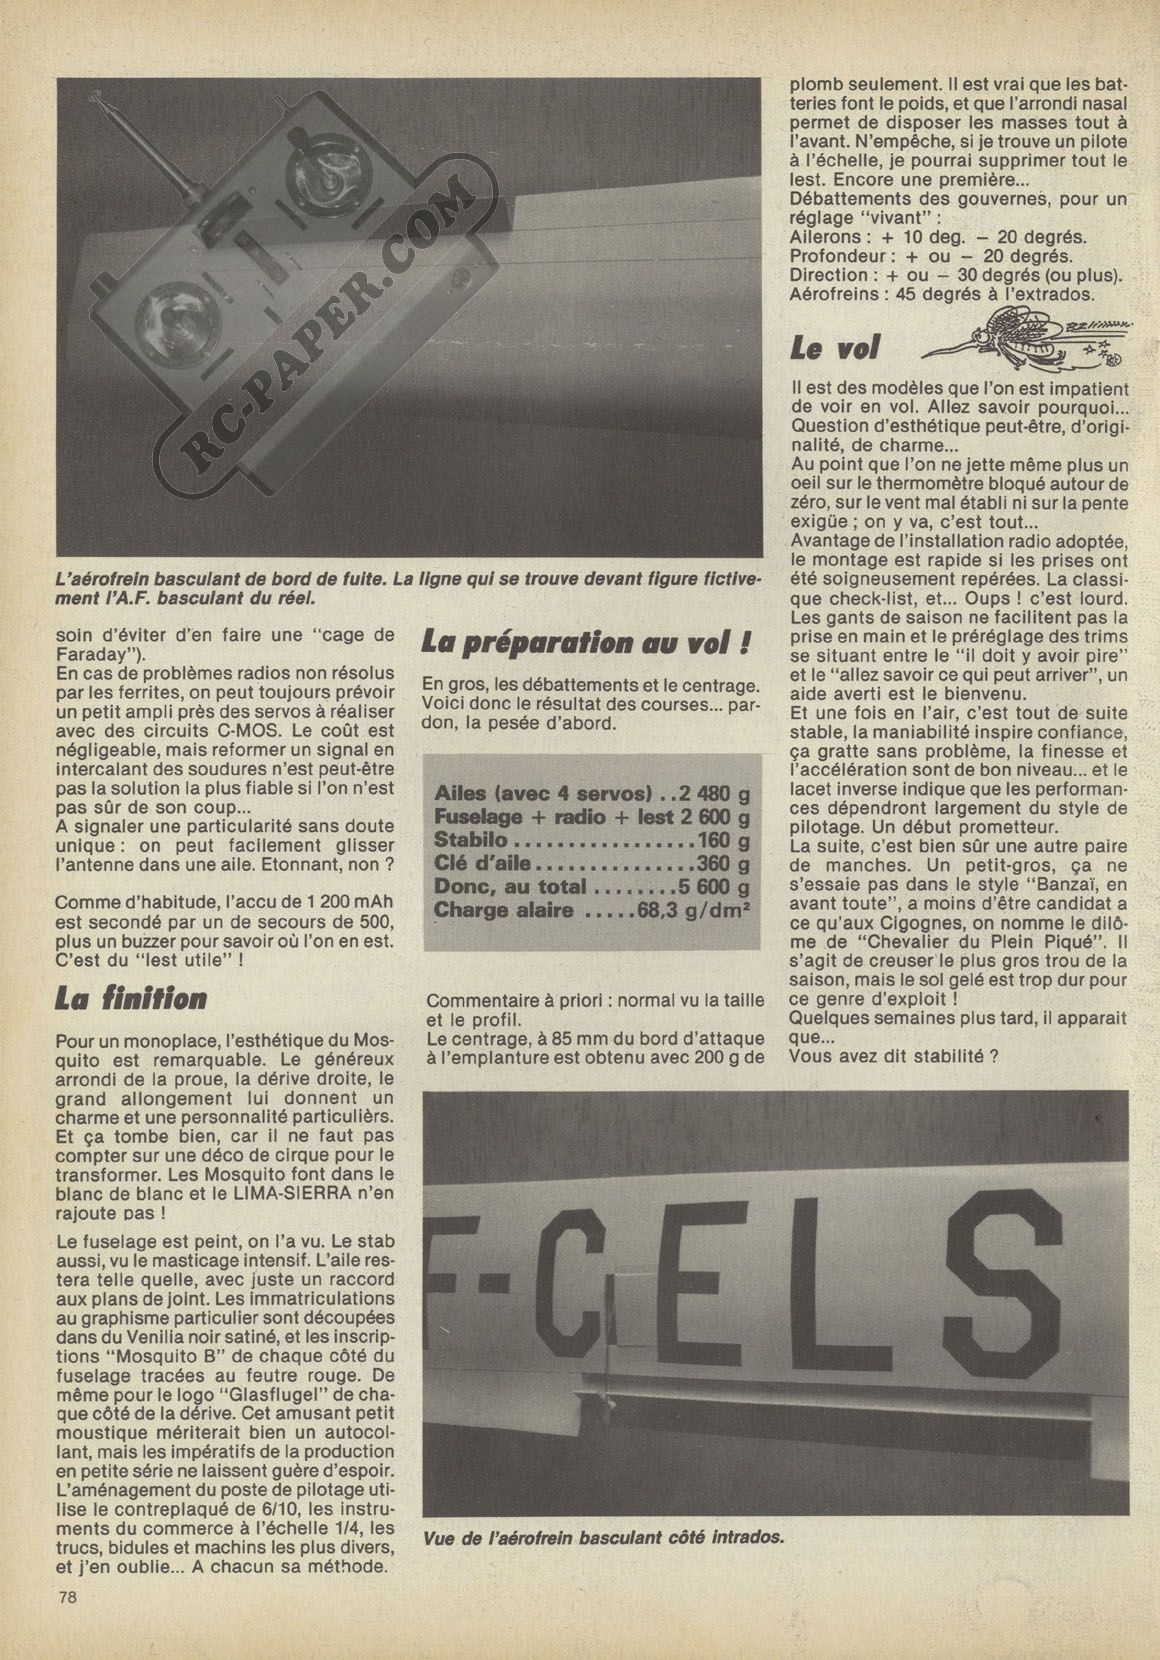 RC-PAPER.COM
L'aérofrein basculant de bord de fuite. La ligne qui se trouve devant figure fictive-
ment l'A.F. basculant du réel.
soin d'éviter d'en faire une "cage de
Faraday").
En cas de problèmes radios non résolus
par les ferrites, on peut toujours prévoir
un petit ampli près des servos à réaliser
avec des circuits C-MOS. Le coût est
négligeable, mais reformer un signal en
intercalant des soudures n'est peut-être
pas la solution la plus fiable si l'on n'est
pas sûr de son coup...
A signaler une particularité sans doute
unique : on peut facilement glisser
l'antenne dans une aile. Etonnant, non ?
Comme d'habitude, l'accu de 1 200 mAh
est secondé par un de secours de 500,
plus un buzzer pour savoir où l'on en est.
C'est du "lest utile" !
La finition
Pour un monoplace, l'esthétique du Mos-
quito est remarquable. Le généreux
arrondi de la proue, la dérive droite, le
grand allongement lui donnent un
charme et une personnalité particulièrs.
Et ça tombe bien, car il ne faut pas
compter sur une déco de cirque pour le
transformer. Les Mosquito font dans le
blanc de blanc et le LIMA-SIERRA n'en
rajoute pas !
Le fuselage est peint, on l'a vu. Le stab
aussi, vu le masticage intensif. L'aile res-
tera telle quelle, avec juste un raccord
aux plans de joint. Les immatriculations
au graphisme particulier sont découpées
dans du Venilia noir satiné, et les inscrip-
tions "Mosquito B" de chaque côté du
fuselage tracées au feutre rouge. De
même pour le logo "Glasflugel" de cha-
que côté de la dérive. Cet amusant petit
moustique mériterait bien un autocol-
lant, mais les impératifs de la production
en petite série ne laissent guère d'espoir.
L'aménagement du poste de pilotage uti-
lise le contreplaqué de 6/10, les instru-
ments du commerce à l'échelle 1/4, les
trucs, bidules et machins les plus divers,
et j'en oublie... A chacun sa méthode.
78
La préparation au vol !
En gros, les débattements et le centrage.
Voici donc le résultat des courses... par-
don, la pesée d'abord.
Ailes (avec 4 servos) ..2 480 g
Fuselage + radio + lest 2 600 g
Stabilo .................160 g
Clé d'aile...............360 g
Donc, au total ........5 600 g
Charge alaire .....68,3 g/dm²
Commentaire à priori : normal vu la taille
et le profil.
Le centrage, à 85 mm du bord d'attaque
à l'emplanture est obtenu avec 200 g de
plomb seulement. Il est vrai que les bat-
teries font le poids, et que l'arrondi nasal
permet de disposer les masses tout à
l'avant. N'empêche, si je trouve un pilote
à l'échelle, je pourrai supprimer tout le
lest. Encore une première...
Débattements des gouvernes, pour un
réglage "vivant" :
Ailerons : + 10 deg. − 20 degrés.
Profondeur : + ou − 20 degrés.
Direction : + ou − 30 degrés (ou plus).
Aérofreins : 45 degrés à l'extrados.
Le vol
Il est des modèles que l'on est impatient
de voir en vol. Allez savoir pourquoi...
Question d'esthétique peut-être, d'origi-
nalité, de charme...
Au point que l'on ne jette même plus un
oeil sur le thermomètre bloqué autour de
zéro, sur le vent mal établi ni sur la pente
exigüe ; on y va, c'est tout...
Avantage de l'installation radio adoptée,
le montage est rapide si les prises ont
été soigneusement repérées. La classi-
que check-list, et... Oups ! c'est lourd.
Les gants de saison ne facilitent pas la
prise en main et le préréglage des trims
se situant entre le "il doit y avoir pire"
et le "allez savoir ce qui peut arriver", un
aide averti est le bienvenu.
Et une fois en l'air, c'est tout de suite
stable, la maniabilité inspire confiance,
ça gratte sans problème, la finesse et
l'accélération sont de bon niveau... et le
lacet inverse indique que les performan-
ces dépendront largement du style de
pilotage. Un début prometteur.
La suite, c'est bien sûr une autre paire
de manches. Un petit-gros, ça ne
s'essaie pas dans le style "Banzaï, en
avant toute", a moins d'être candidat a
ce qu'aux Cigognes, on nomme le dilô-
me de "Chevalier du Plein Piqué". Il
s'agit de creuser le plus gros trou de la
saison, mais le sol gelé est trop dur pour
ce genre d'exploit !
Quelques semaines plus tard, il apparait
que...
Vous avez dit stabilité ?
F-CELS
Vue de l'aérofrein basculant côté intrados.